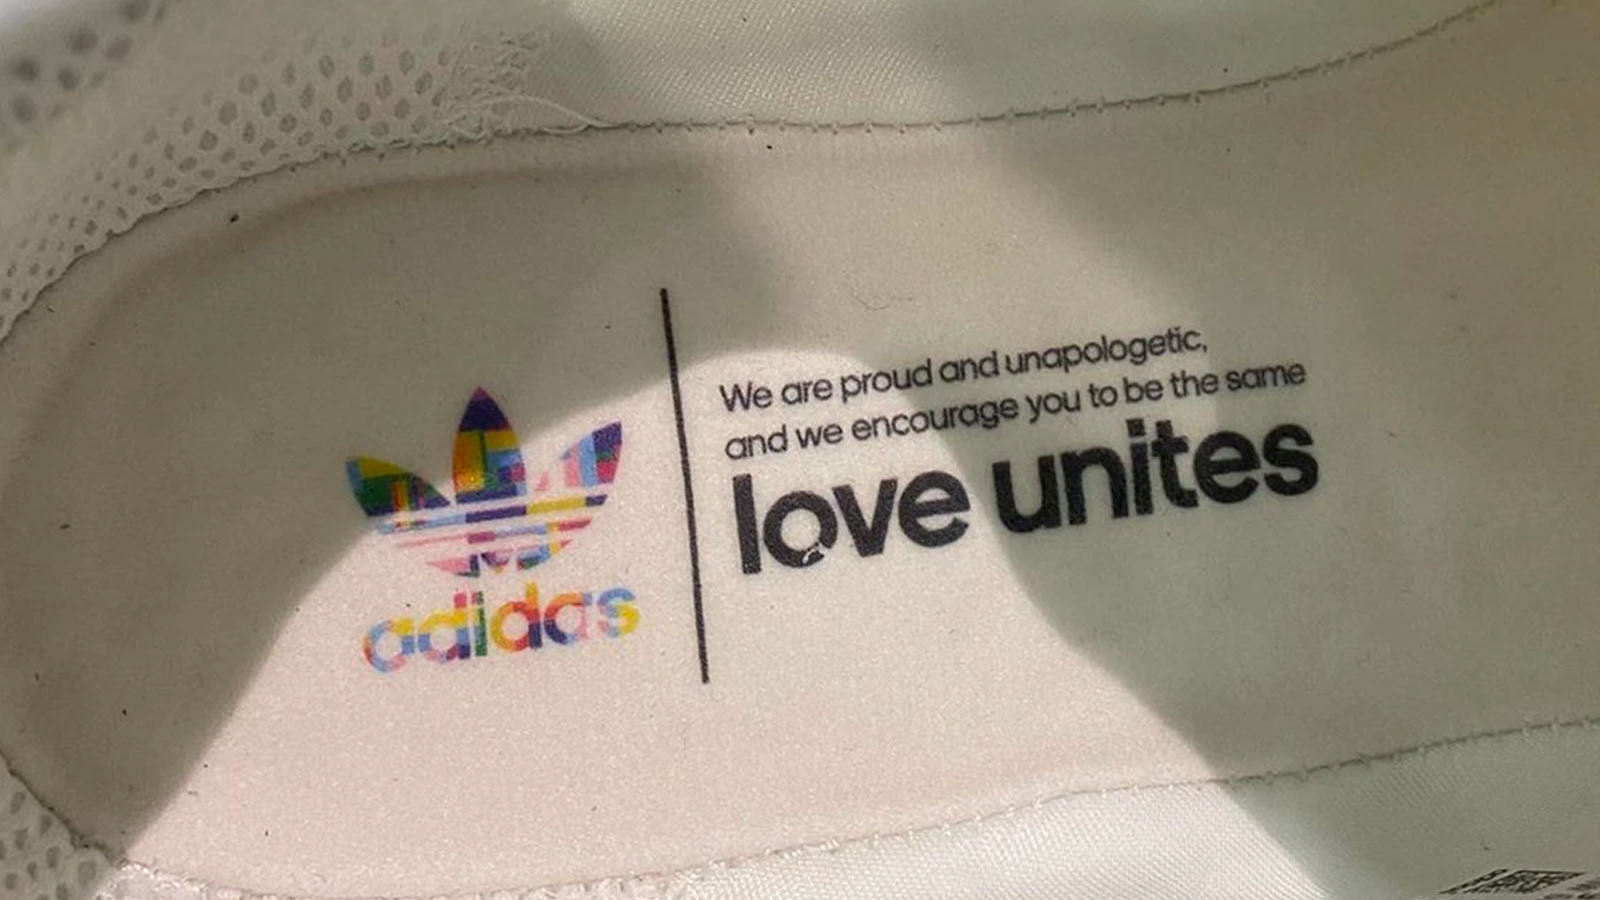 adidas
We are proud and unapologetic,
and we encourage you to be the same
love unites